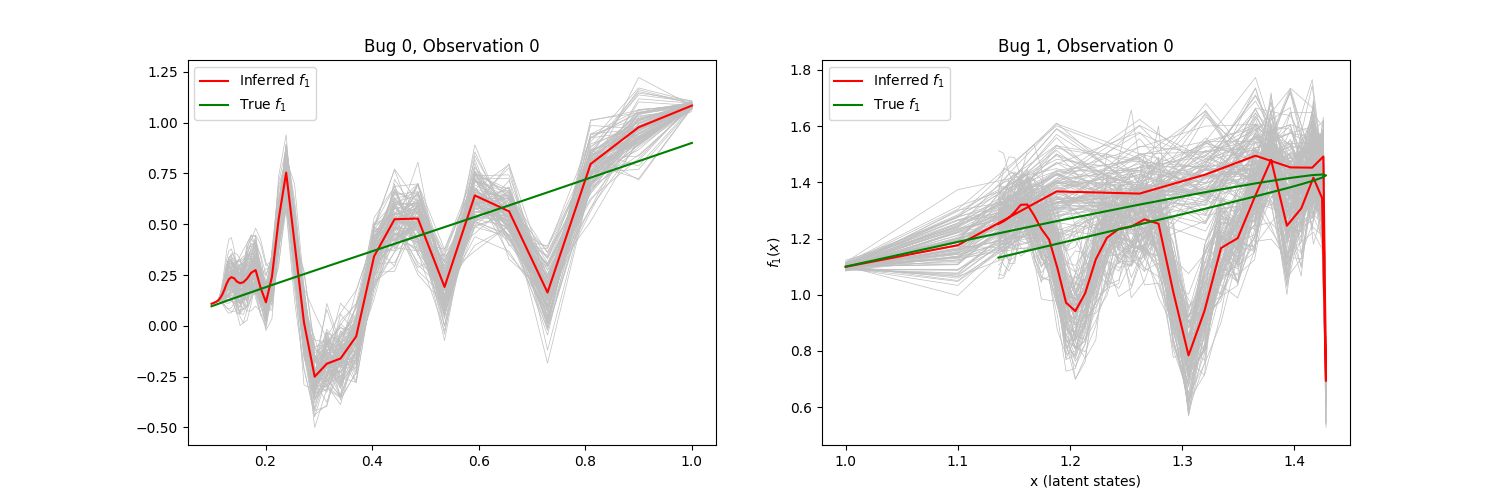 Bug 0, Observation 0
Inferred f₁
True f₁
1.25
1.00
0.75
0.50
0.25
0.00
−0.25
−0.50
0.2 0.4 0.6 0.8 1.0
Bug 1, Observation 0
Inferred f₁
True f₁
f₁(x)
1.8
1.6
1.4
1.2
1.0
0.8
0.6
1.0 1.1 1.2 1.3 1.4
x (latent states)